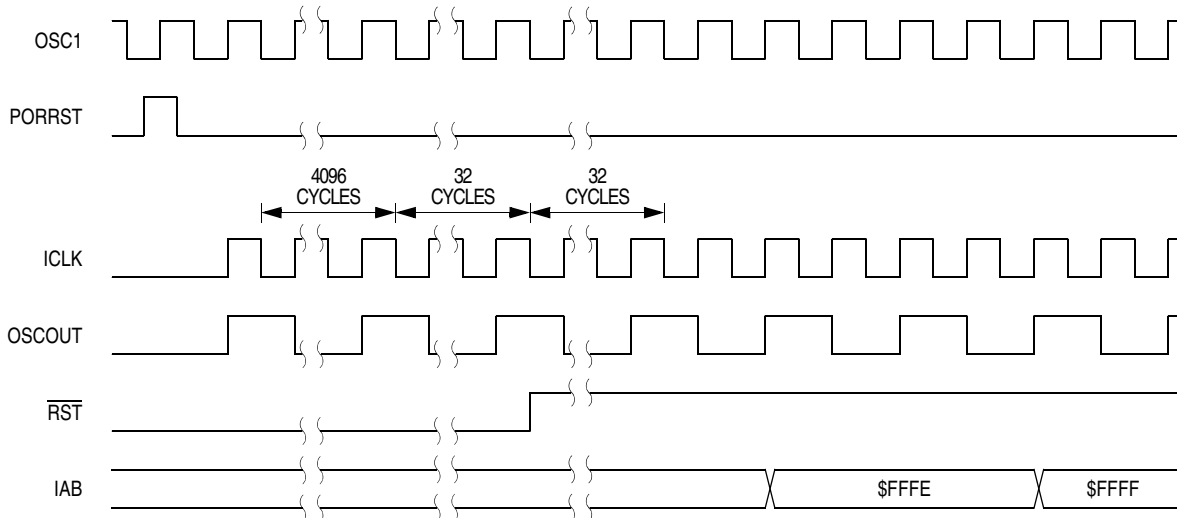 OSC1
PORRST
4096
CYCLES
32
CYCLES
32
CYCLES
ICLK
OSCOUT
RST
IAB
$FFFE
$FFFF